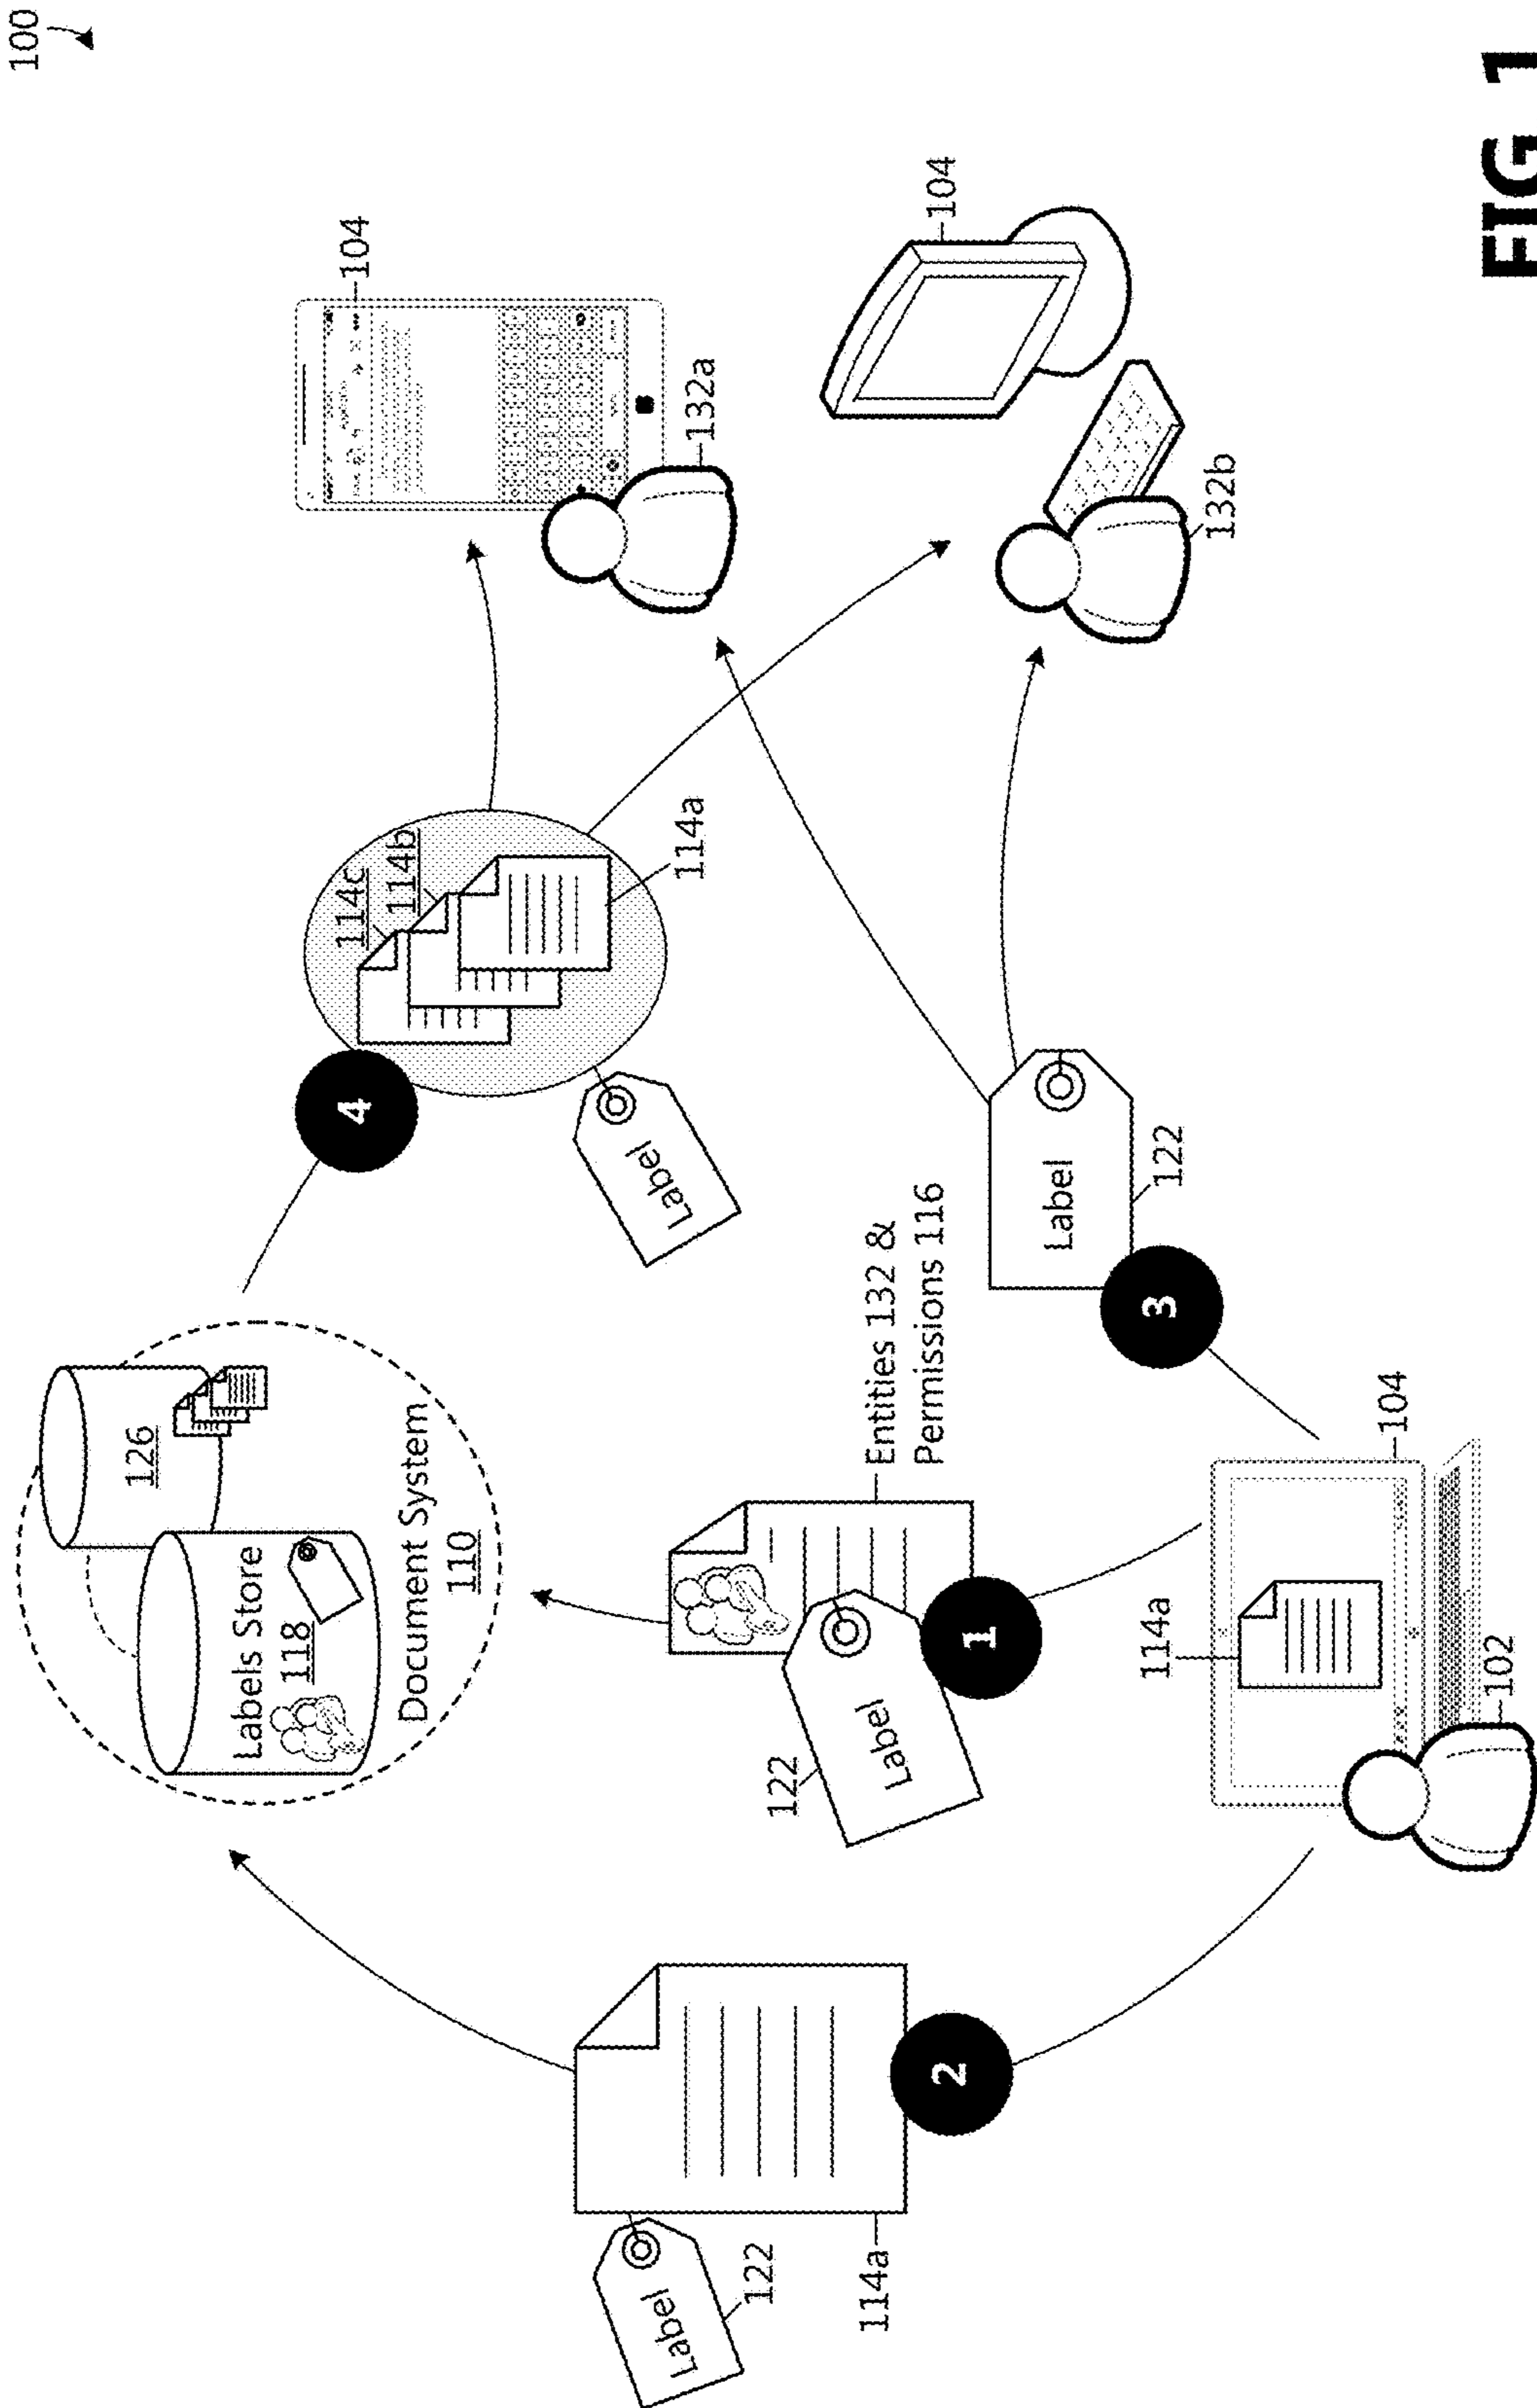 100
126
Labels Store
118
Document System
110
4
114c
114b
114a
Label
104
132a
104
132b
Label
122
114a
2
122
Label
1
Entities 132 &
Permissions 116
Label
122
3
114a
104
102
FIG. 1